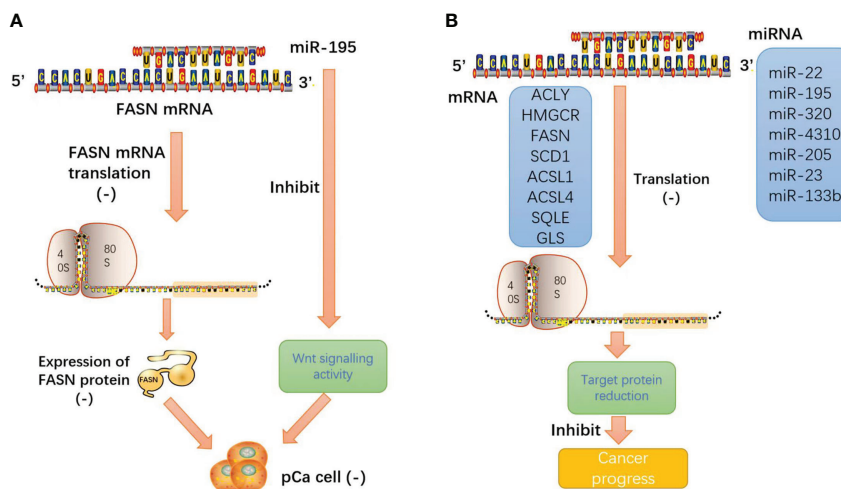 A
miR-195
U G A C U U A G U C
5’
C C A C U G A C C A C U G A A U C A G A U C
3’
FASN mRNA
FASN mRNA
translation
(-)
Inhibit
4
0S
80
S
Expression of
FASN protein
(-)
FASN
Wnt signalling
activity
pCa cell (-)
B
miRNA
U G A C U U A G U C
5’
3’
mRNA
ACLY
HMGCR
FASN
SCD1
ACSL1
ACSL4
SQLE
GLS
miR-22
miR-195
miR-320
miR-4310
miR-205
miR-23
miR-133b
Translation
(-)
4
0S
80
S
Target protein
reduction
Inhibit
Cancer
progress